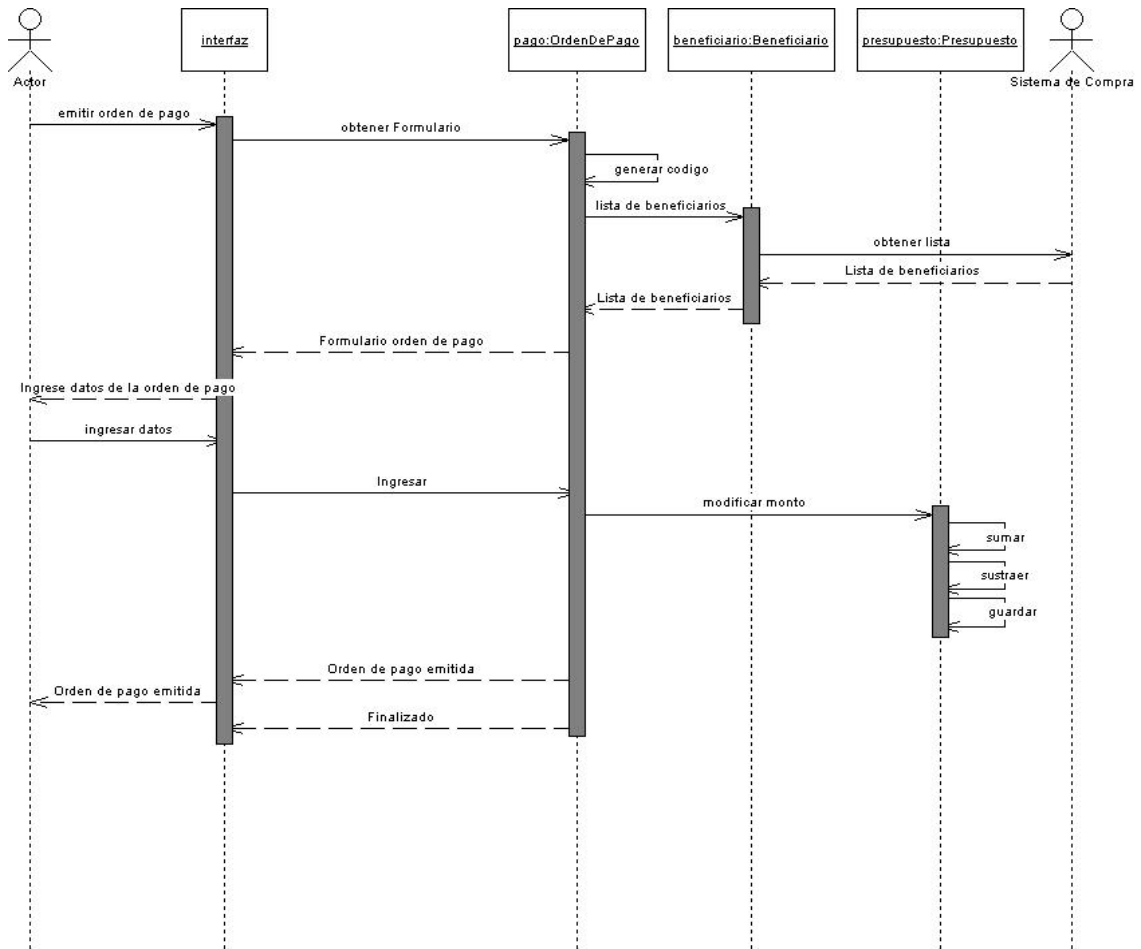 interfaz
pago:OrdenDePago
beneficiario:Beneficiario
presupuesto:Presupuesto
Actor
Sistema de Compra
emitir orden de pago
obtener Formulario
generar codigo
lista de beneficiarios
obtener lista
Lista de beneficiarios
Lista de beneficiarios
Formulario orden de pago
Ingrese datos de la orden de pago
ingresar datos
Ingresar
modificar monto
sumar
sustraer
guardar
Orden de pago emitida
Orden de pago emitida
Finalizado